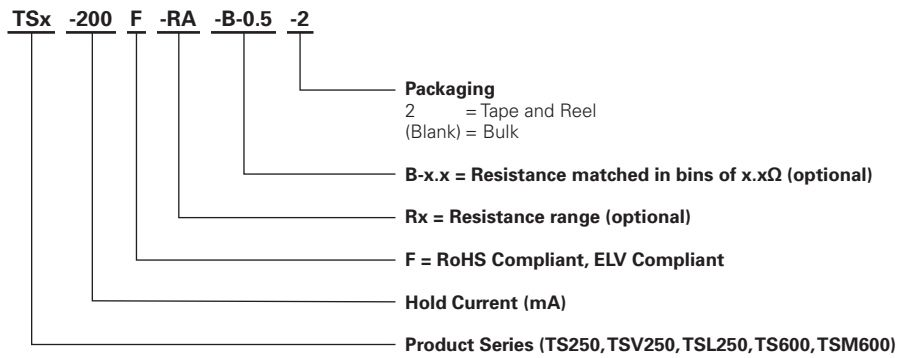 TSx -200 F -RA -B-0.5 -2
Packaging
2 = Tape and Reel
(Blank) = Bulk
B-x.x = Resistance matched in bins of x.xΩ (optional)
Rx = Resistance range (optional)
F = RoHS Compliant, ELV Compliant
Hold Current (mA)
Product Series (TS250, TSV250, TSL250, TS600, TSM600)